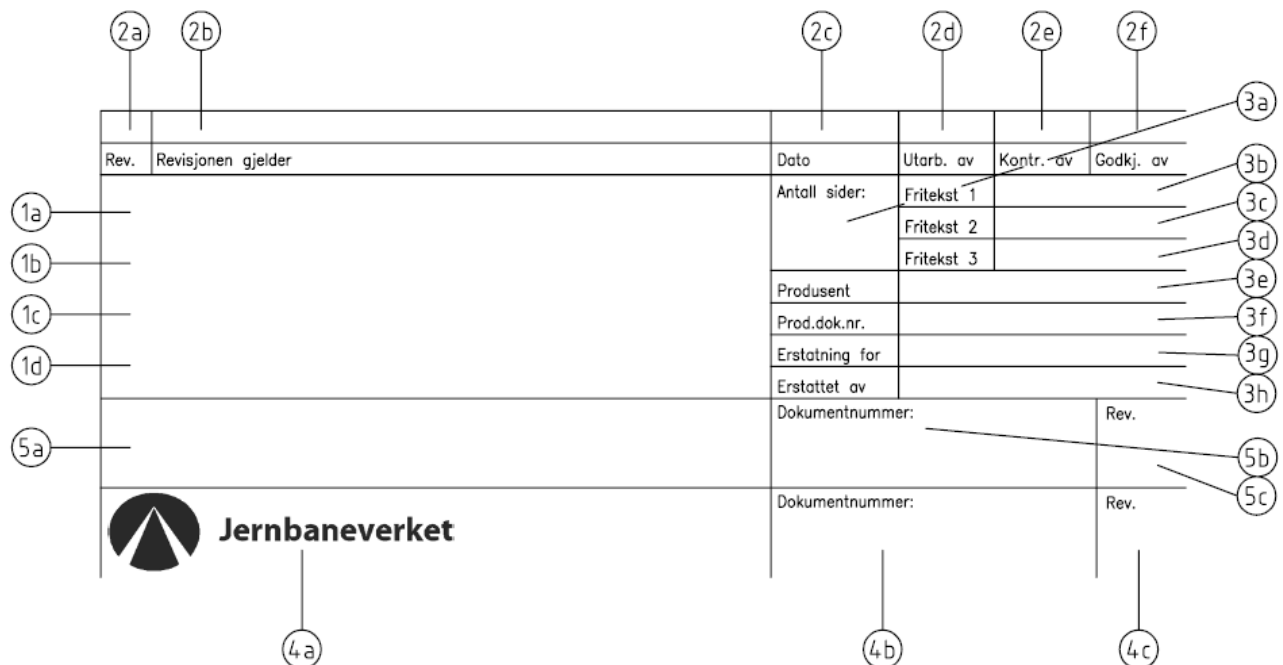 2a 2b 2c 2d 2e 2f
3a
Rev. Revisjonen gjelder Dato Utarb. av Kontr. av Godkj. av
3b
Antall sider: Fritekst 1
1a 3c
Fritekst 2
3d
1b Fritekst 3
3e
Produsent
1c 3f
Prod.dok.nr.
Erstatning for 3g
1d
Erstattet av 3h
Dokumentnummer: Rev.
5a 5b
5c
Dokumentnummer: Rev.
Jernbaneverket
4a 4b 4c